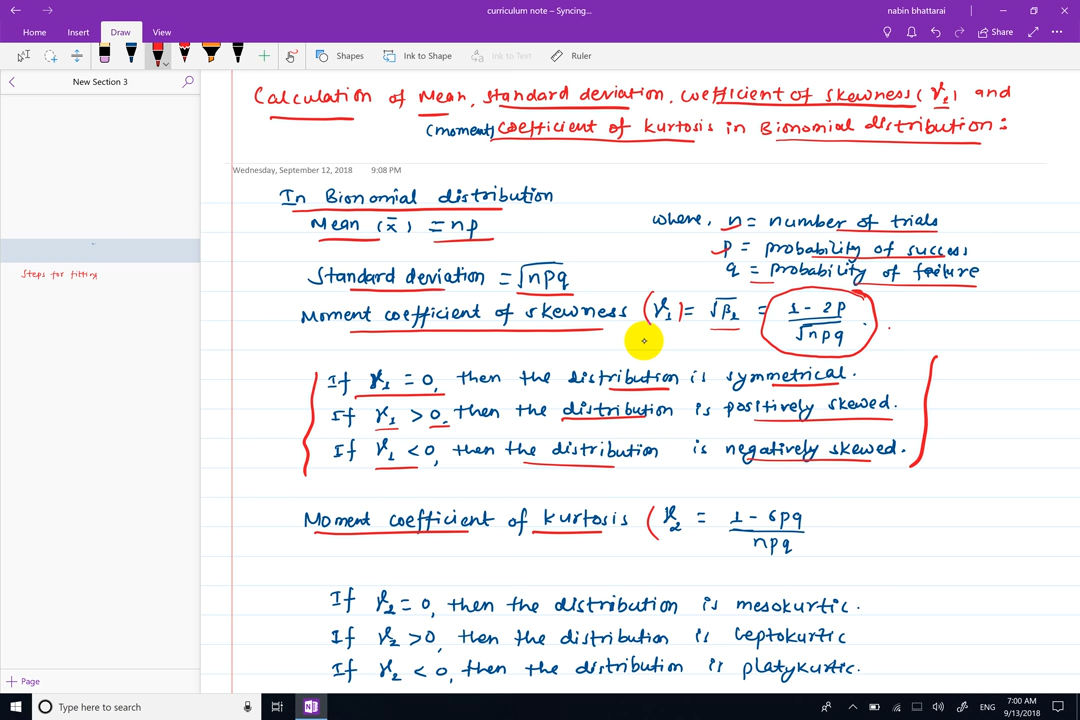 curriculum note - Syncing...
nabin bhattarai
Home Insert Draw View
Share
Shapes Ink to Shape Ink to Text Ruler
New Section 3
Steps for fitting
Page
Calculation of Mean, standard deviation, coefficient of skewness (γ1) and
(moment) coefficient of kurtosis in Bionomial distribution:
Wednesday, September 12, 2018 9:08 PM
In Bionomial distribution
Mean (x̄) = np
where, n = number of trials
p = probability of success
q = probability of failure
Standard deviation = √npq
Moment coefficient of skewness (γ1) = √β1 = (1 - 2p)/√npq
If γ1 = 0, then the distribution is symmetrical.
If γ1 > 0, then the distribution is positively skewed.
If γ1 < 0, then the distribution is negatively skewed.
Moment coefficient of kurtosis (γ2 = (1 - 6pq)/npq
If γ2 = 0, then the distribution is mesokurtic.
If γ2 > 0, then the distribution is leptokurtic
If γ2 < 0, then the distribution is platykurtic.
Type here to search
ENG
7:00 AM
9/13/2018